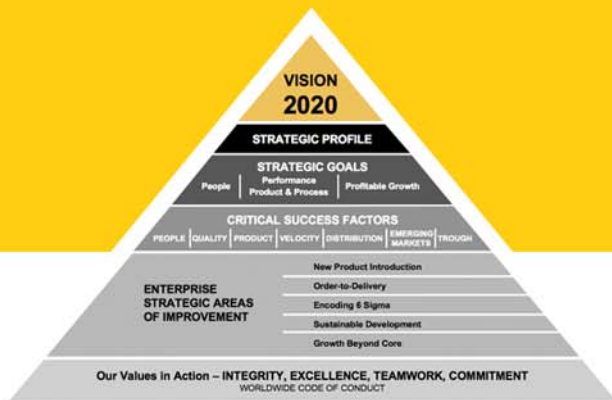 VISION
2020
STRATEGIC PROFILE
STRATEGIC GOALS
People
Performance
Product & Process
Profitable Growth
CRITICAL SUCCESS FACTORS
PEOPLE QUALITY PRODUCT VELOCITY DISTRIBUTION EMERGING MARKETS TROUGH
ENTERPRISE
STRATEGIC AREAS
OF IMPROVEMENT
New Product Introduction
Order-to-Delivery
Encoding 6 Sigma
Sustainable Development
Growth Beyond Core
Our Values in Action – INTEGRITY, EXCELLENCE, TEAMWORK, COMMITMENT
WORLDWIDE CODE OF CONDUCT